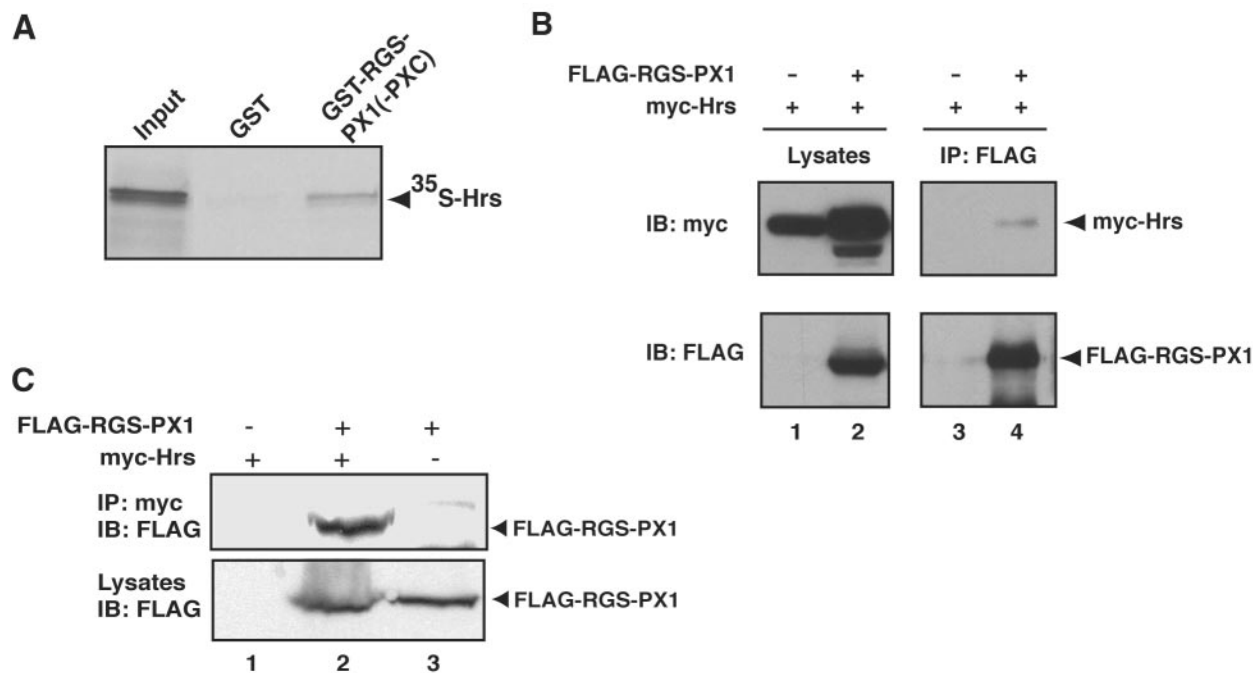 A
Input
GST
GST-RGS-
PX1(-PXC)
35S-Hrs
B
FLAG-RGS-PX1 - + - +
myc-Hrs + + + +
Lysates IP: FLAG
IB: myc
myc-Hrs
IB: FLAG
FLAG-RGS-PX1
1 2 3 4
C
FLAG-RGS-PX1 - + +
myc-Hrs + + -
IP: myc
IB: FLAG
FLAG-RGS-PX1
Lysates
IB: FLAG
FLAG-RGS-PX1
1 2 3